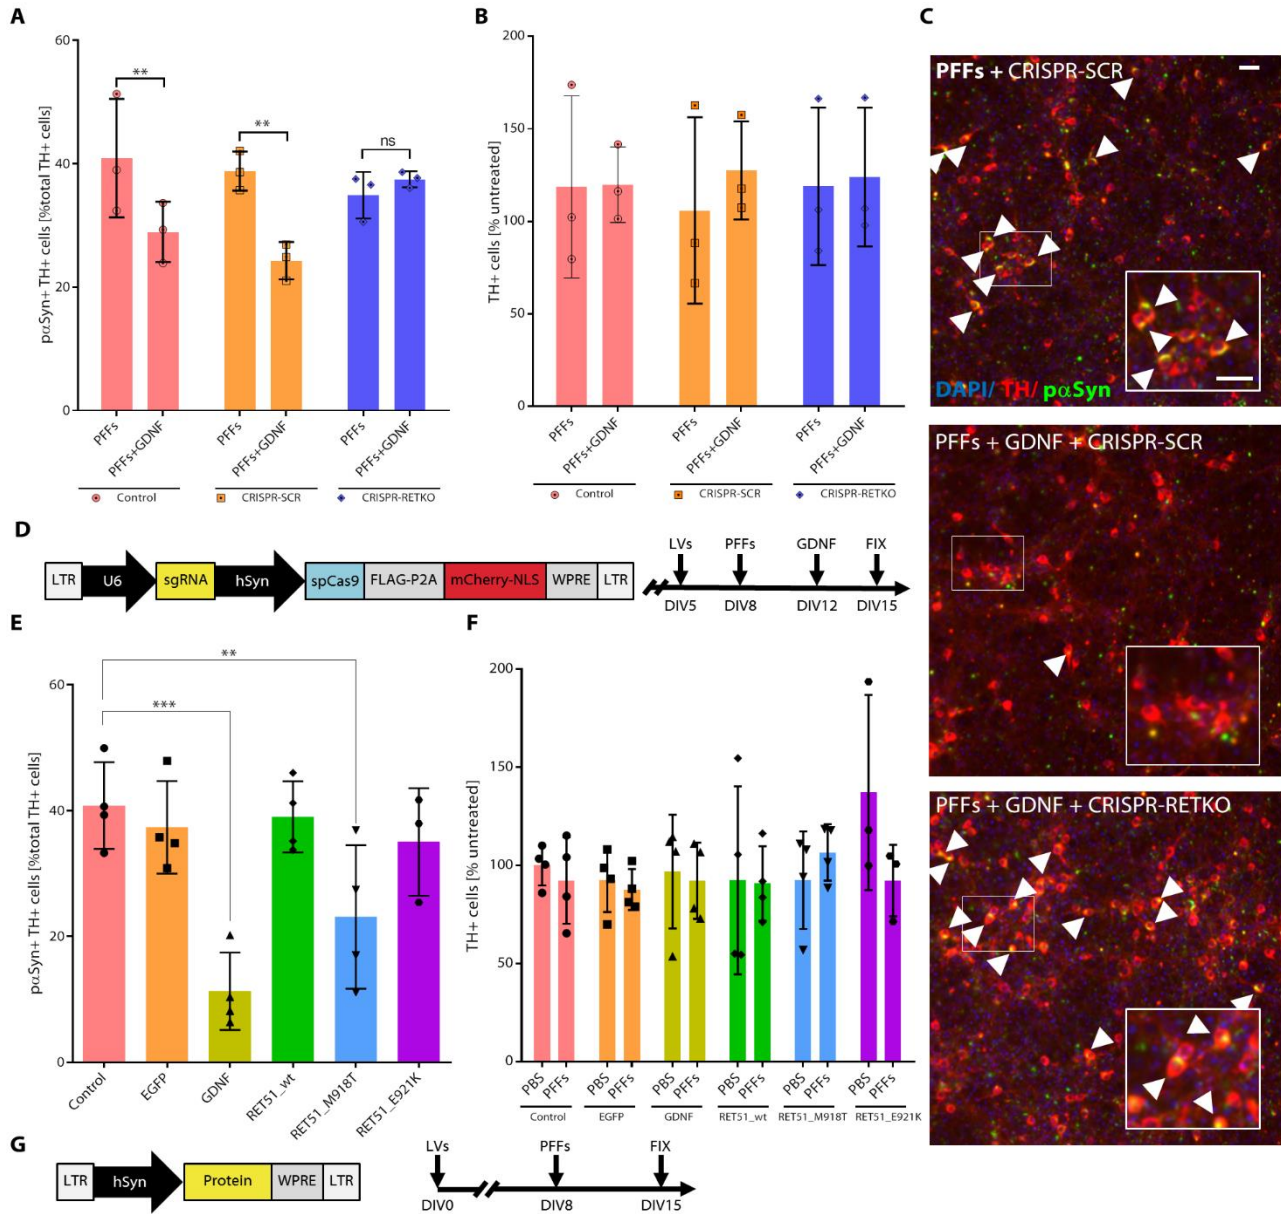 A
pαSyn+ TH+ cells [%total TH+ cells]
60
40
20
0
**
**
ns
PFFs
PFFs+GDNF
PFFs
PFFs+GDNF
PFFs
PFFs+GDNF
Control
CRISPR-SCR
CRISPR-RETKO
B
TH+ cells [% untreated]
200
150
100
50
0
PFFs
PFFs+GDNF
PFFs
PFFs+GDNF
PFFs
PFFs+GDNF
Control
CRISPR-SCR
CRISPR-RETKO
C
PFFs + CRISPR-SCR
DAPI/ TH/ pαSyn
PFFs + GDNF + CRISPR-SCR
PFFs + GDNF + CRISPR-RETKO
D
LTR U6 sgRNA hSyn spCas9 FLAG-P2A mCherry-NLS WPRE LTR
LVs PFFs GDNF FIX
DIV5 DIV8 DIV12 DIV15
E
pαSyn+ TH+ cells [%total TH+ cells]
60
40
20
0
**
***
Control
EGFP
GDNF
RET51_wt
RET51_M918T
RET51_E921K
F
TH+ cells [% untreated]
200
150
100
50
0
PBS PFFs PBS PFFs PBS PFFs PBS PFFs PBS PFFs PBS PFFs
Control EGFP GDNF RET51_wt RET51_M918T RET51_E921K
G
LTR hSyn Protein WPRE LTR
LVs PFFs FIX
DIV0 DIV8 DIV15